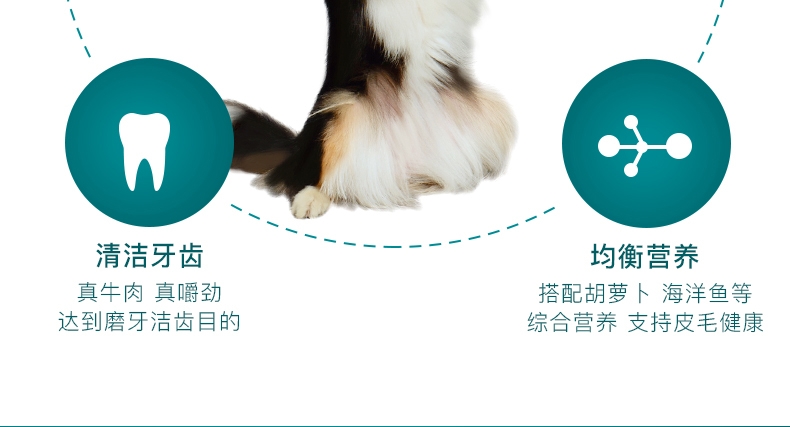 清洁牙齿
真牛肉 真嚼劲
达到磨牙洁齿目的
均衡营养
搭配胡萝卜 海洋鱼等
综合营养 支持皮毛健康